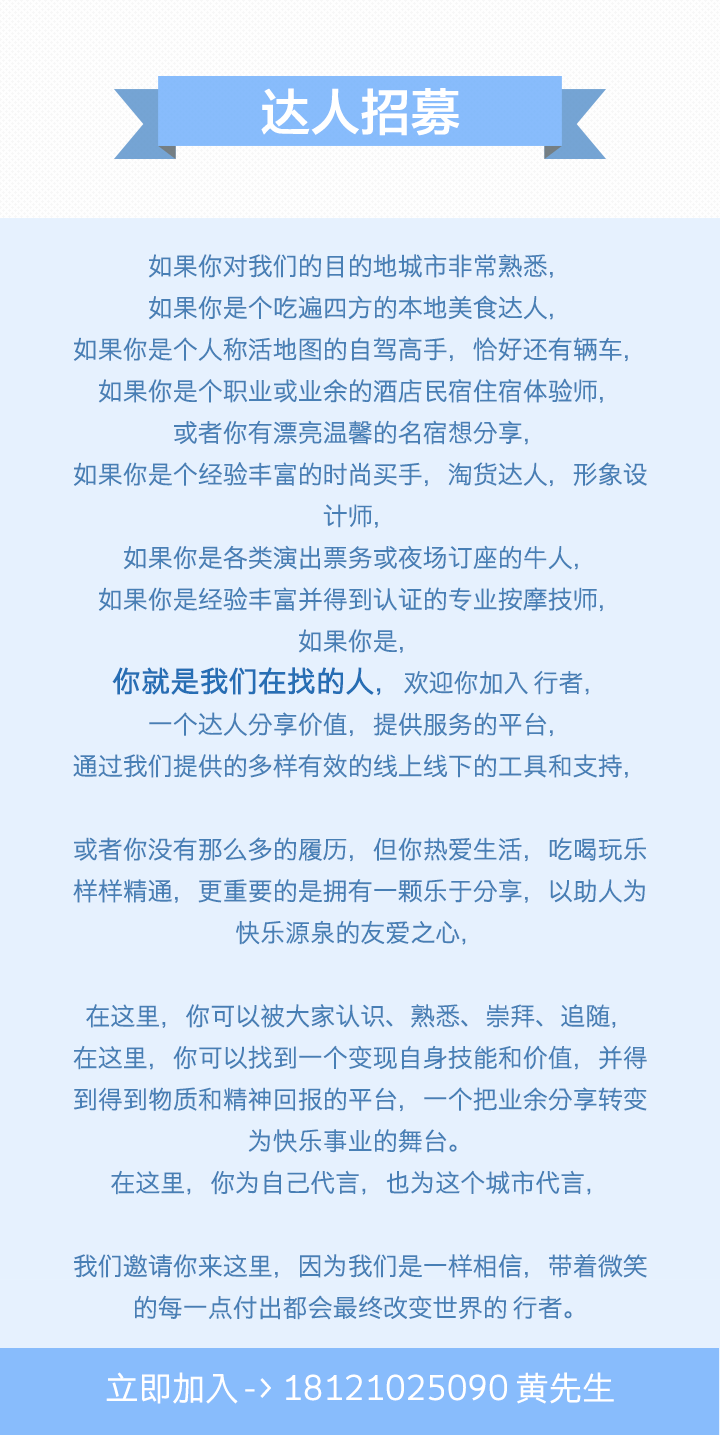 达人招募
如果你对我们的目的地城市非常熟悉,
如果你是个吃遍四方的本地美食达人,
如果你是个人称活地图的自驾高手, 恰好还有辆车,
如果你是个职业或业余的酒店民宿住宿体验师,
或者你有漂亮温馨的名宿想分享,
如果你是个经验丰富的时尚买手, 淘货达人, 形象设
计师,
如果你是各类演出票务或夜场订座的牛人,
如果你是经验丰富并得到认证的专业按摩技师,
如果你是,
你就是我们在找的人, 欢迎你加入 行者,
一个达人分享价值, 提供服务的平台,
通过我们提供的多样有效的线上线下的工具和支持,
或者你没有那么多的履历, 但你热爱生活, 吃喝玩乐
样样精通, 更重要的是拥有一颗乐于分享, 以助人为
快乐源泉的友爱之心,
在这里, 你可以被大家认识、熟悉、崇拜、追随,
在这里, 你可以找到一个变现自身技能和价值, 并得
到得到物质和精神回报的平台, 一个把业余分享转变
为快乐事业的舞台。
在这里, 你为自己代言, 也为这个城市代言,
我们邀请你来这里, 因为我们是一样相信, 带着微笑
的每一点付出都会最终改变世界的 行者。
立即加入 -> 18121025090 黄先生